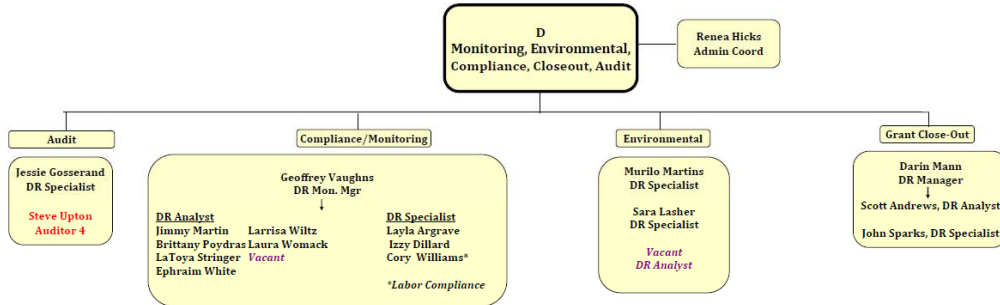 D
Monitoring, Environmental,
Compliance, Closeout, Audit
Renea Hicks
Admin Coord
Audit
Jessie Gosserand
DR Specialist
Steve Upton
Auditor 4
Compliance/Monitoring
Geoffrey Vaughns
DR Mon. Mgr
DR Analyst
Jimmy Martin Larrisa Wiltz
Brittany Poydras Laura Womack
LaToya Stringer Vacant
Ephraim White
DR Specialist
Layla Argrave
Izzy Dillard
Cory Williams*
*Labor Compliance
Environmental
Murilo Martins
DR Specialist
Sara Lasher
DR Specialist
Vacant
DR Analyst
Grant Close-Out
Darin Mann
DR Manager
Scott Andrews, DR Analyst
John Sparks, DR Specialist